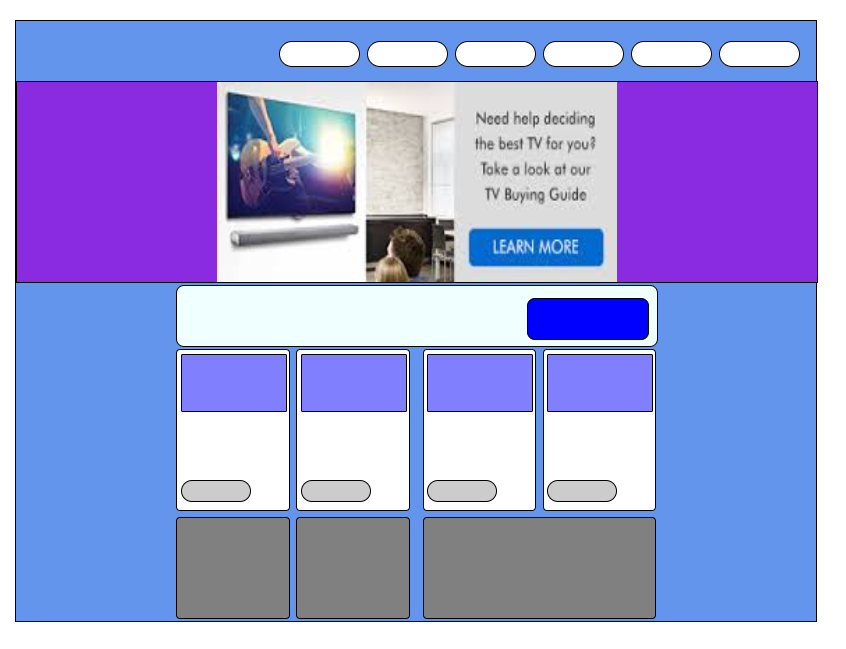 Need help deciding
the best TV for you?
Take a look at our
TV Buying Guide
LEARN MORE